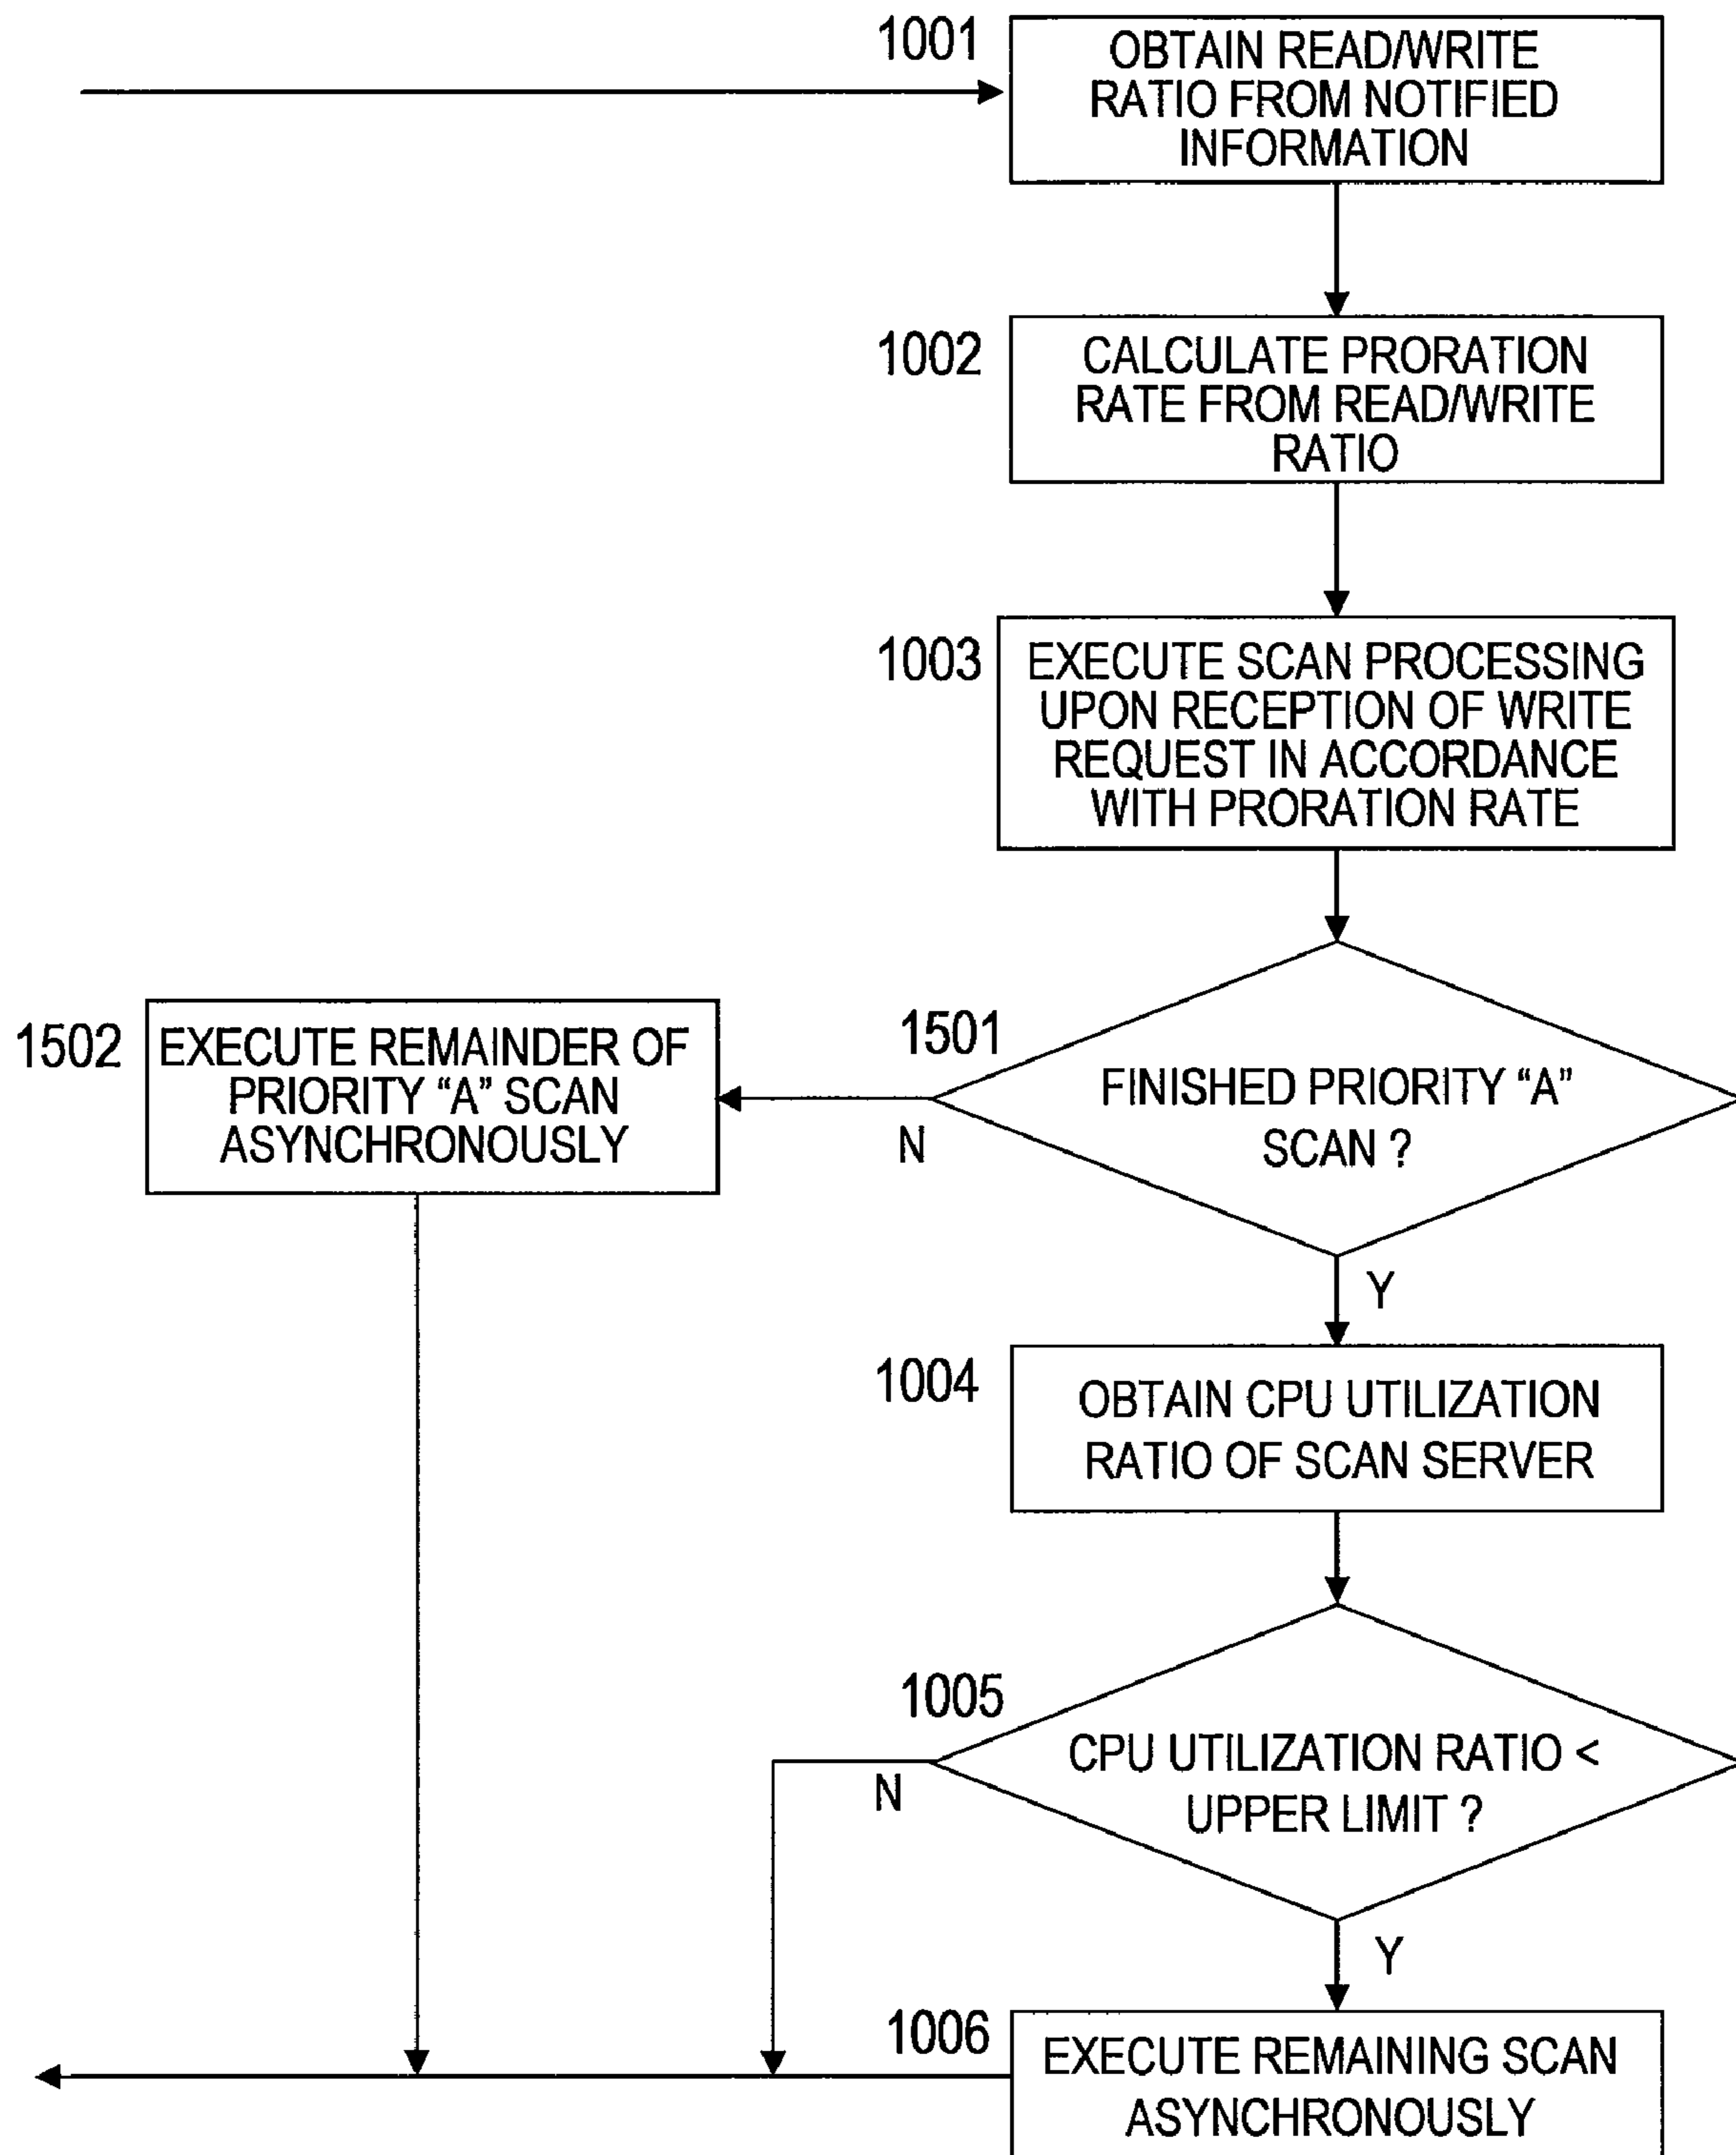 1001
OBTAIN READ/WRITE
RATIO FROM NOTIFIED
INFORMATION
1002
CALCULATE PRORATION
RATE FROM READ/WRITE
RATIO
1003
EXECUTE SCAN PROCESSING
UPON RECEPTION OF WRITE
REQUEST IN ACCORDANCE
WITH PRORATION RATE
1501
FINISHED PRIORITY “A”
SCAN ?
N
Y
1502
EXECUTE REMAINDER OF
PRIORITY “A” SCAN
ASYNCHRONOUSLY
1004
OBTAIN CPU UTILIZATION
RATIO OF SCAN SERVER
1005
CPU UTILIZATION RATIO <
UPPER LIMIT ?
N
Y
1006
EXECUTE REMAINING SCAN
ASYNCHRONOUSLY